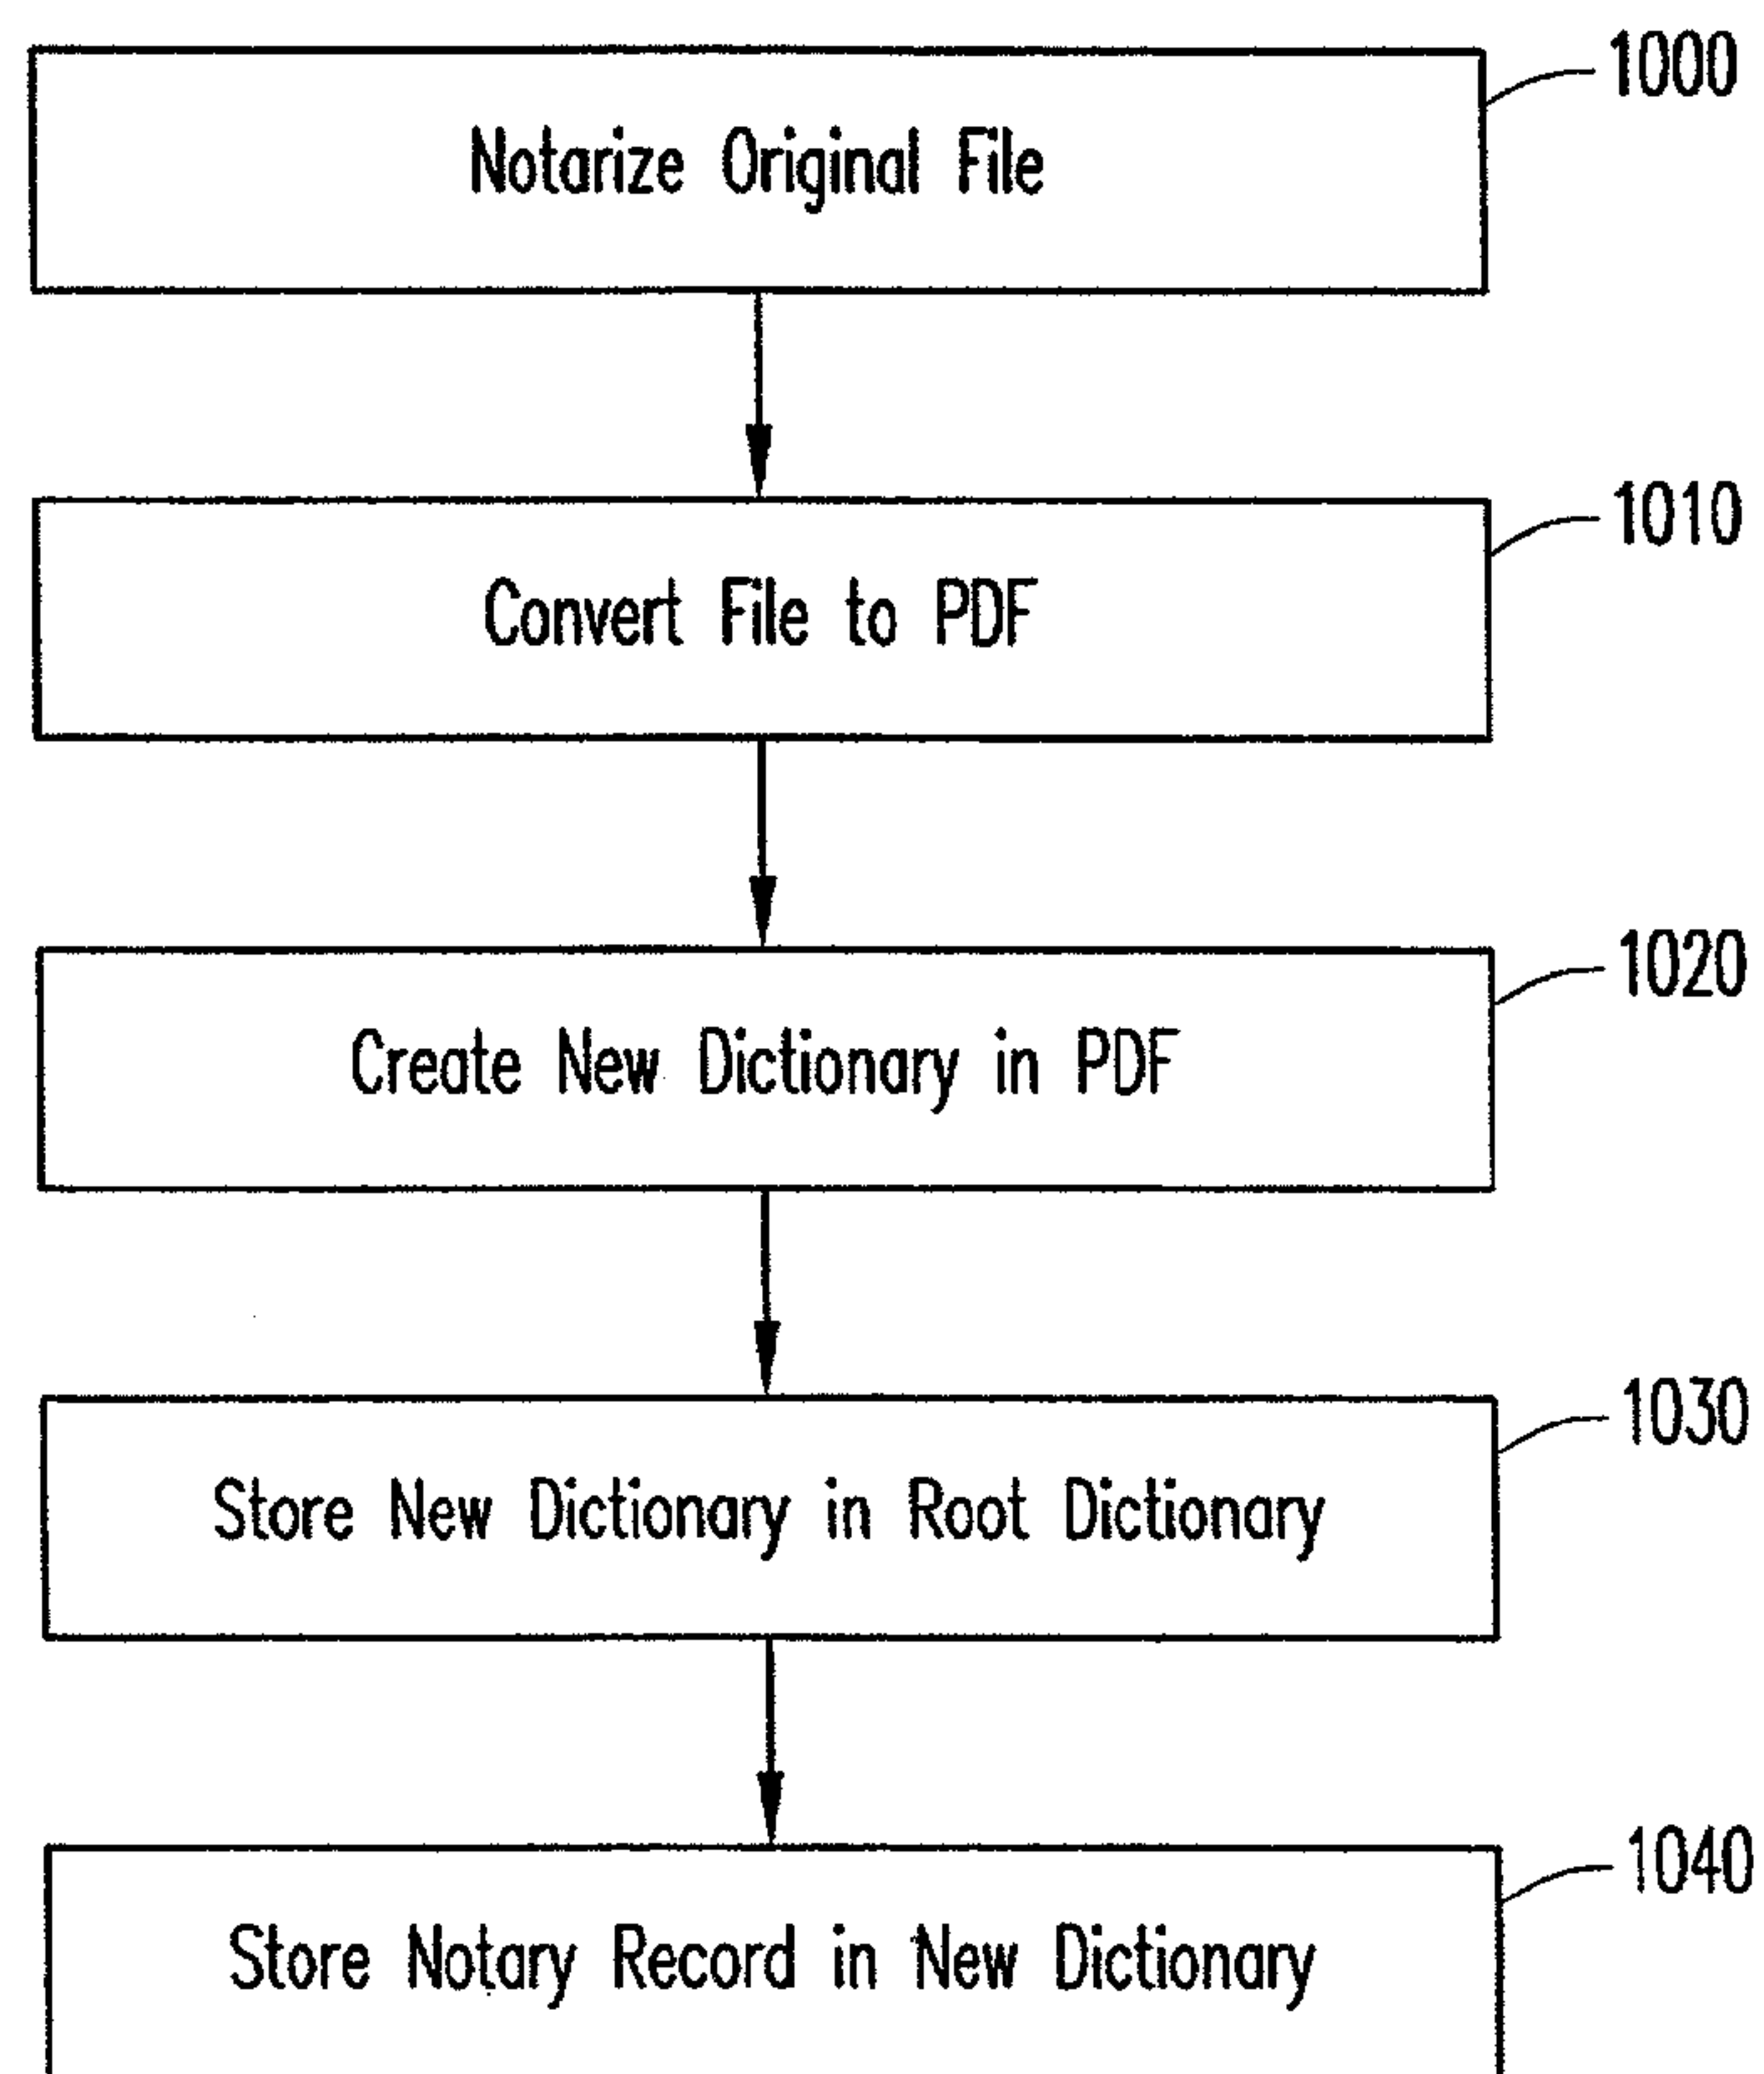 1000
Notarize Original File
1010
Convert File to PDF
1020
Create New Dictionary in PDF
1030
Store New Dictionary in Root Dictionary
1040
Store Notary Record in New Dictionary